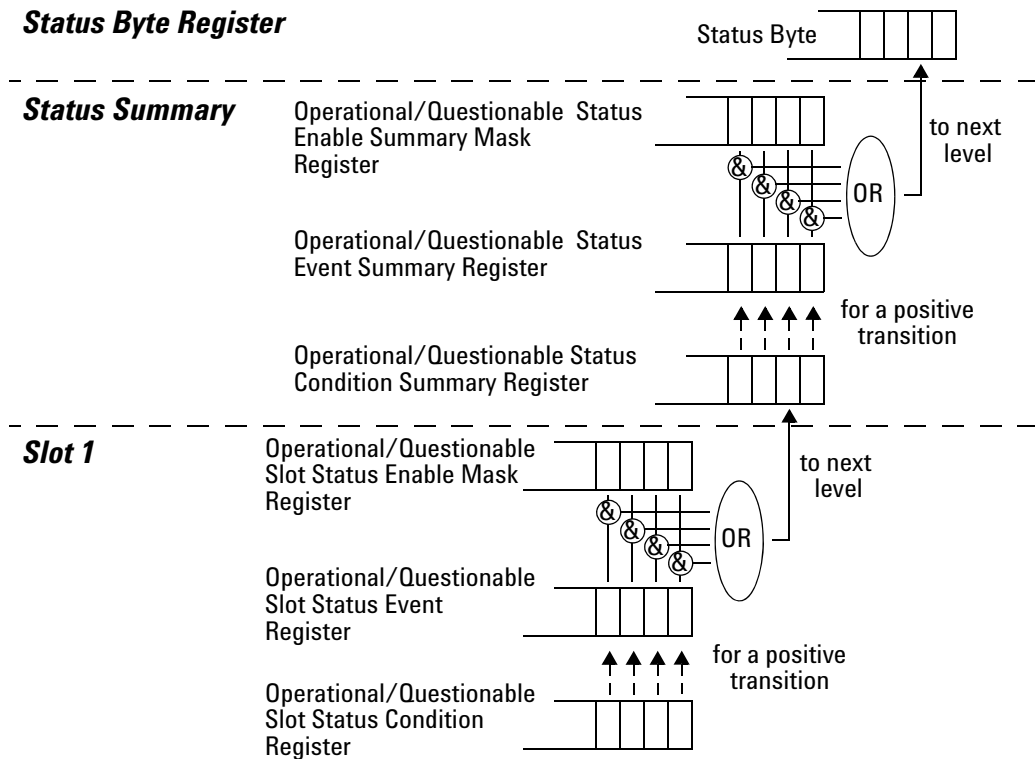 Status Byte Register
Status Byte
Status Summary
Operational/Questionable Status
Enable Summary Mask
Register
to next
level
&
&
&
&
OR
Operational/Questionable Status
Event Summary Register
for a positive
transition
Operational/Questionable Status
Condition Summary Register
Slot 1
Operational/Questionable
Slot Status Enable Mask
Register
to next
level
&
&
&
&
OR
Operational/Questionable
Slot Status Event
Register
for a positive
transition
Operational/Questionable
Slot Status Condition
Register